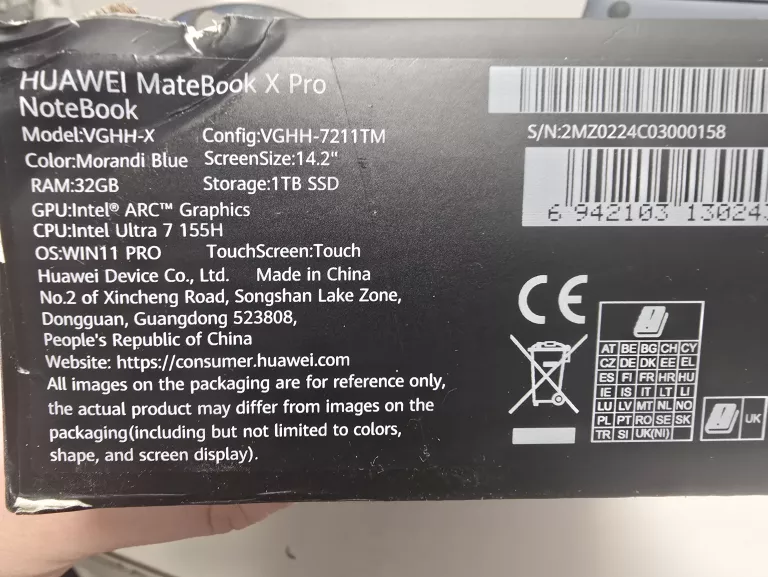 HUAWEI MateBook X Pro
NoteBook
Model:VGHH-X Config:VGHH-7211TM
Color:Morandi Blue ScreenSize:14.2"
RAM:32GB Storage:1TB SSD
GPU:Intel® ARC™ Graphics
CPU:Intel Ultra 7 155H
OS:WIN11 PRO TouchScreen:Touch
Huawei Device Co., Ltd. Made in China
No.2 of Xincheng Road, Songshan Lake Zone,
Dongguan, Guangdong 523808,
People's Republic of China
Website: https://consumer.huawei.com
All images on the packaging are for reference only,
the actual product may differ from images on the
packaging(including but not limited to colors,
shape, and screen display).
S/N:2MZ0224C03000158
6 942103 130243
CE
AT BE BG CH CY
CZ DE DK EE EL
ES FI FR HR HU
IE IS IT LT LI
LU LV MT NL NO
PL PT RO SE SK
TR SI UK(NI)
UK